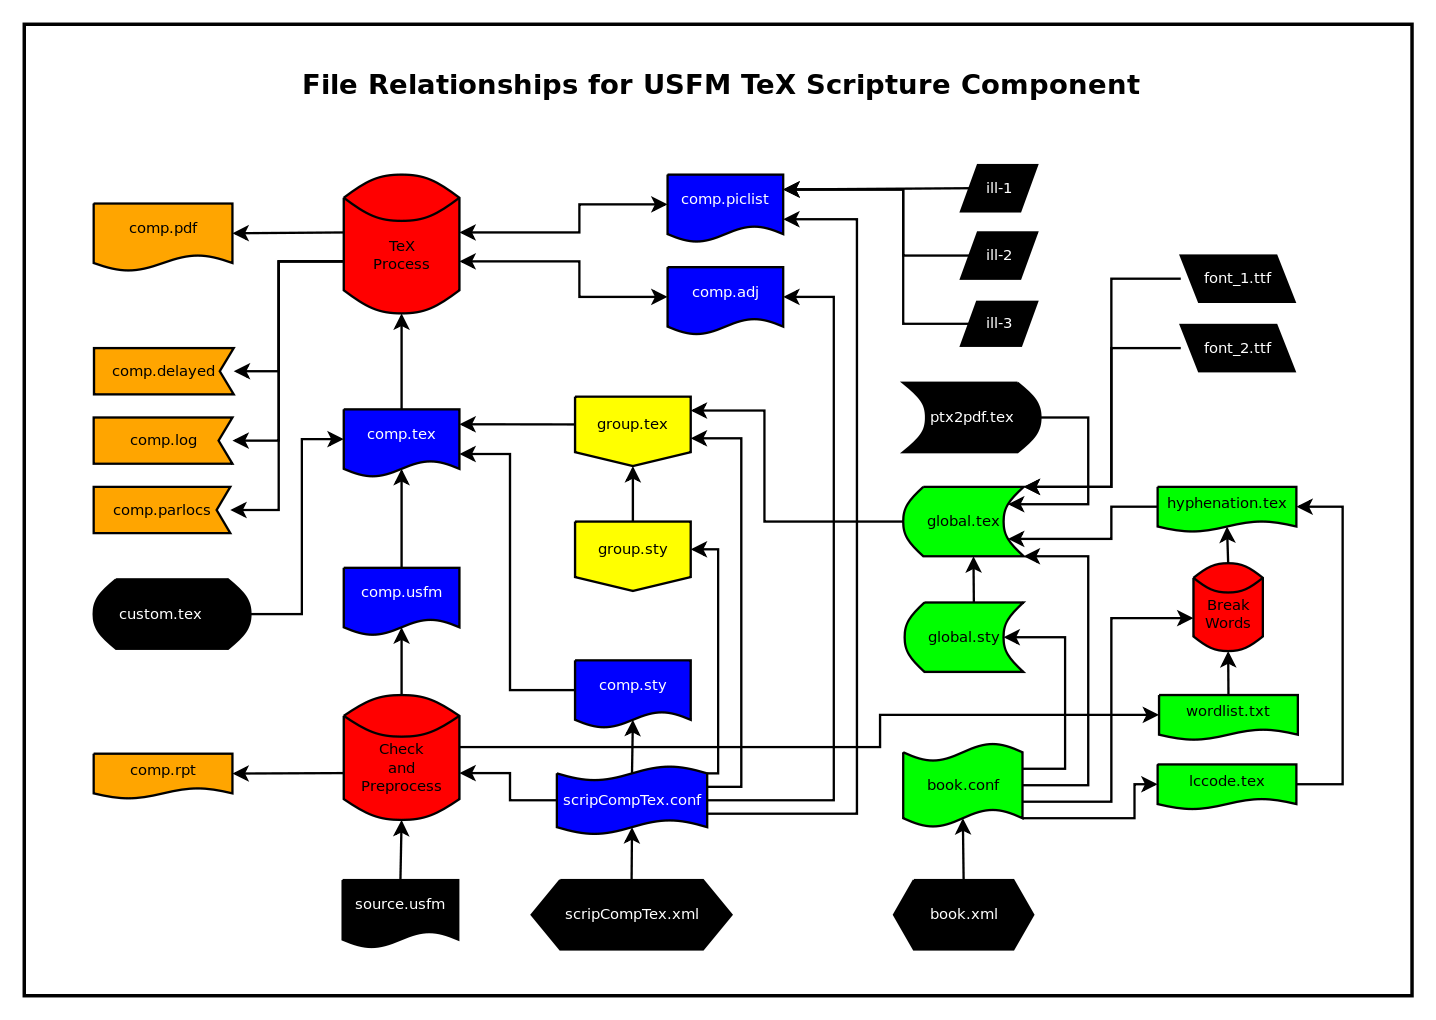 File Relationships for USFM TeX Scripture Component
comp.pdf
TeX
Process
comp.piclist
comp.adj
ill-1
ill-2
ill-3
font_1.ttf
font_2.ttf
comp.delayed
comp.log
comp.parlocs
comp.tex
group.tex
ptx2pdf.tex
group.sty
global.tex
hyphenation.tex
custom.tex
comp.usfm
global.sty
Break
Words
comp.sty
wordlist.txt
comp.rpt
Check
and
Preprocess
scripCompTex.conf
book.conf
lccode.tex
source.usfm
scripCompTex.xml
book.xml